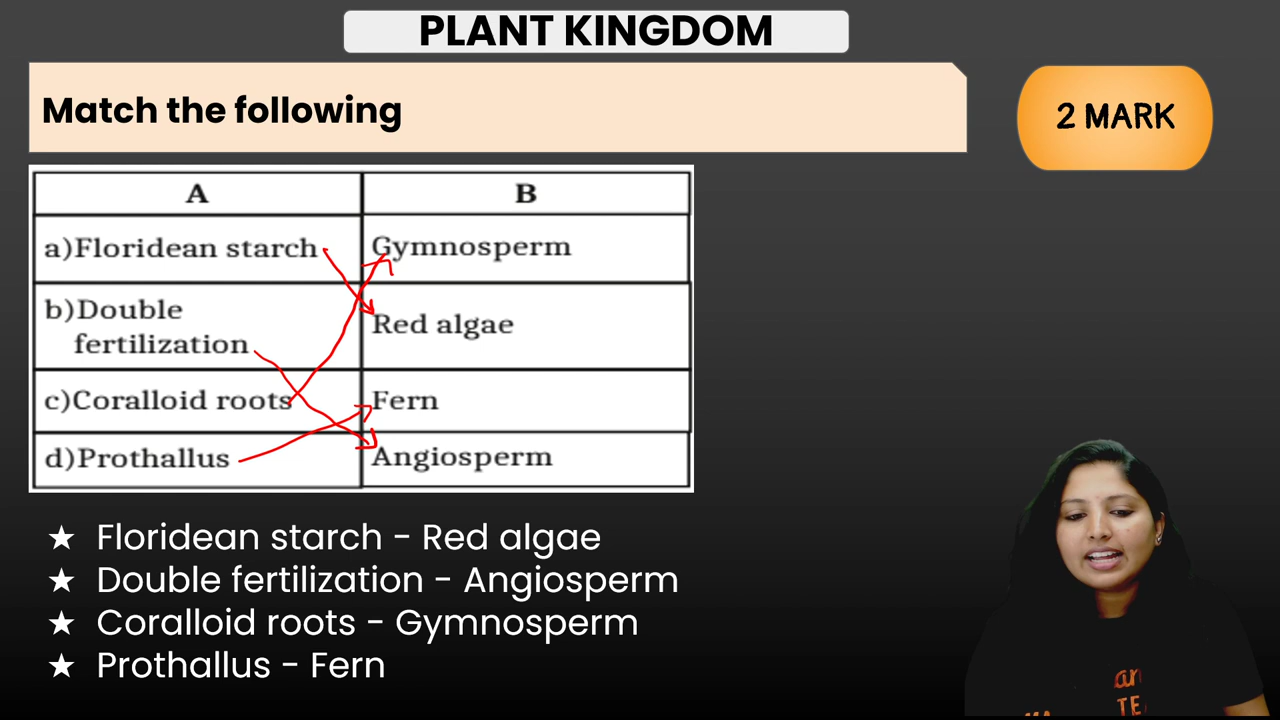 PLANT KINGDOM
Match the following
2 MARK
A
B
a)Floridean starch
Gymnosperm
b)Double
fertilization
Red algae
c)Coralloid roots
Fern
d)Prothallus
Angiosperm
★ Floridean starch - Red algae
★ Double fertilization - Angiosperm
★ Coralloid roots - Gymnosperm
★ Prothallus - Fern